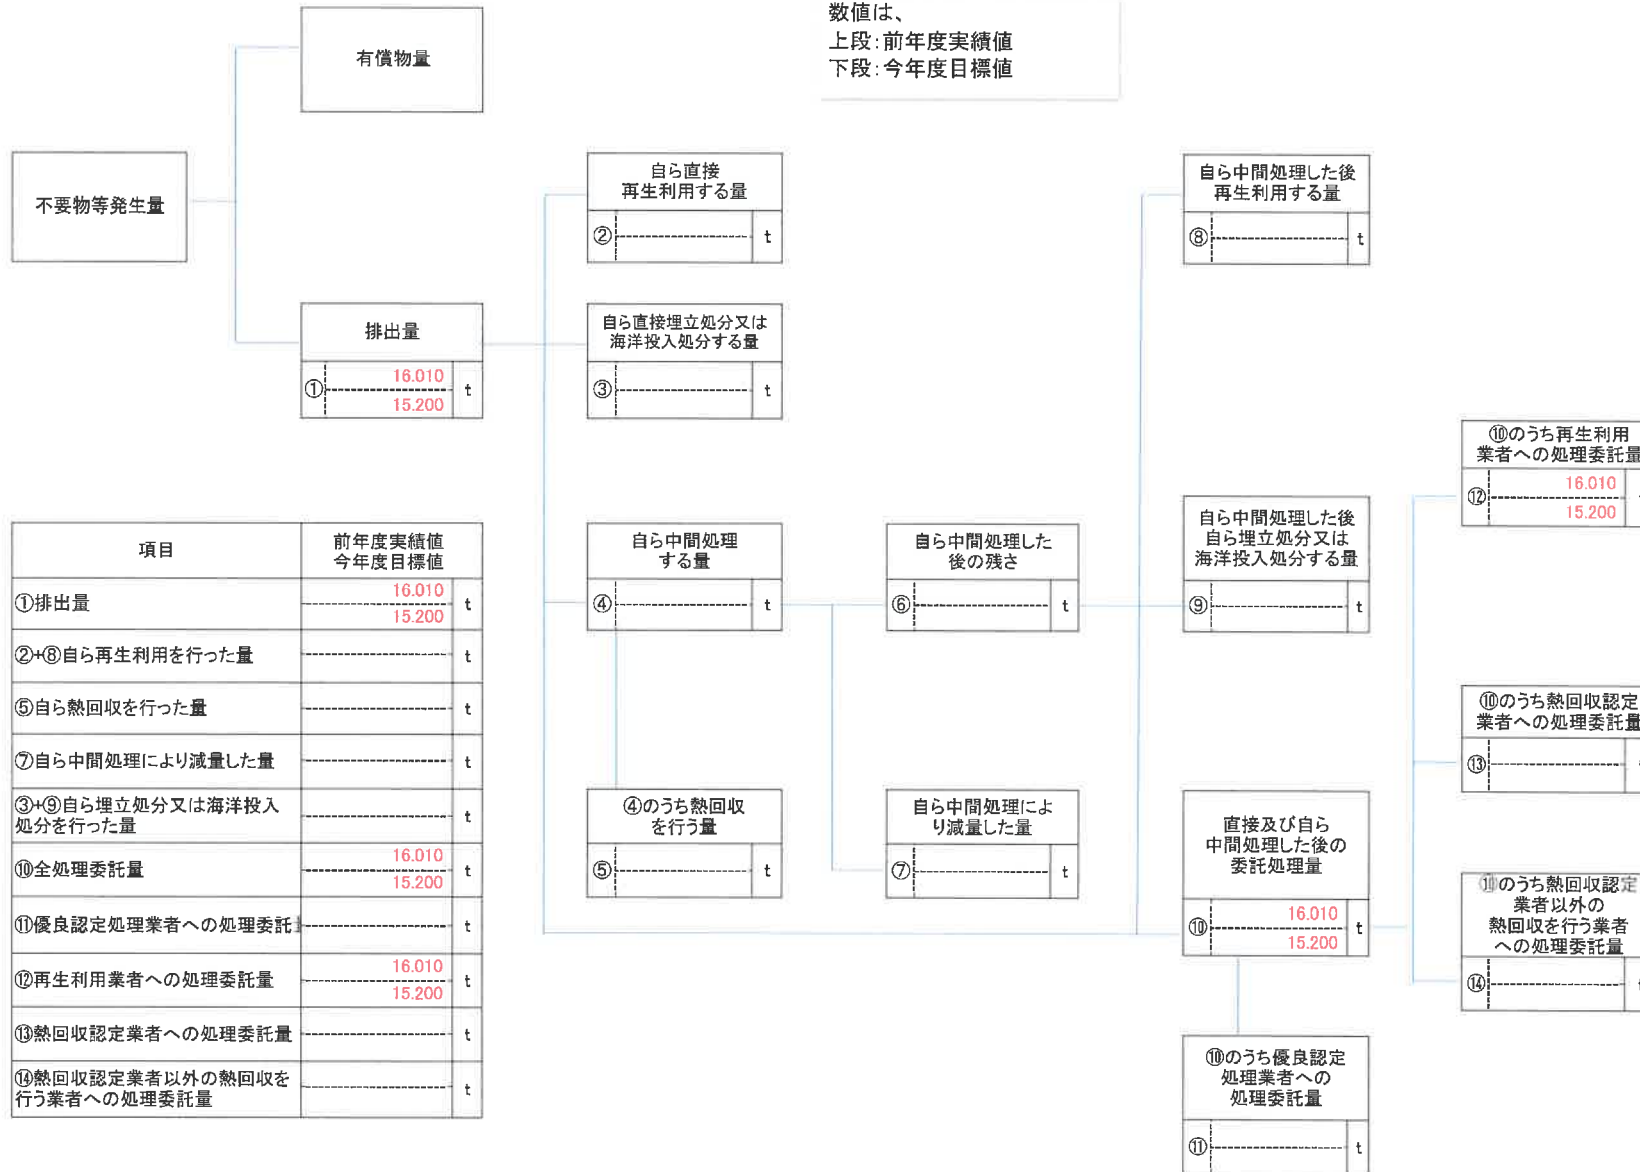 数値は、
上段:前年度実績値
下段:今年度目標値
有償物量
不要物等発生量
排出量
① 16.010 t
15.200
自ら直接
再生利用する量
② t
自ら直接埋立処分又は
海洋投入処分する量
③ t
自ら中間処理
する量
④ t
④のうち熱回収
を行う量
⑤ t
自ら中間処理した
後の残さ
⑥ t
自ら中間処理によ
り減量した量
⑦ t
自ら中間処理した後
再生利用する量
⑧ t
自ら中間処理した後
自ら埋立処分又は
海洋投入処分する量
⑨ t
直接及び自ら
中間処理した後の
委託処理量
⑩ 16.010 t
15.200
⑩のうち優良認定
処理業者への
処理委託量
⑪ t
⑩のうち再生利用
業者への処理委託量
⑫ 16.010
15.200
⑩のうち熱回収認定
業者への処理委託量
⑬
⑩のうち熱回収認定
業者以外の
熱回収を行う業者
への処理委託量
⑭
項目 前年度実績値
今年度目標値
①排出量 16.010 t
15.200
②+⑧自ら再生利用を行った量 t
⑤自ら熱回収を行った量 t
⑦自ら中間処理により減量した量 t
③+⑨自ら埋立処分又は海洋投入
処分を行った量 t
⑩全処理委託量 16.010 t
15.200
⑪優良認定処理業者への処理委託 t
⑫再生利用業者への処理委託量 16.010 t
15.200
⑬熱回収認定業者への処理委託量 t
⑭熱回収認定業者以外の熱回収を
行う業者への処理委託量 t